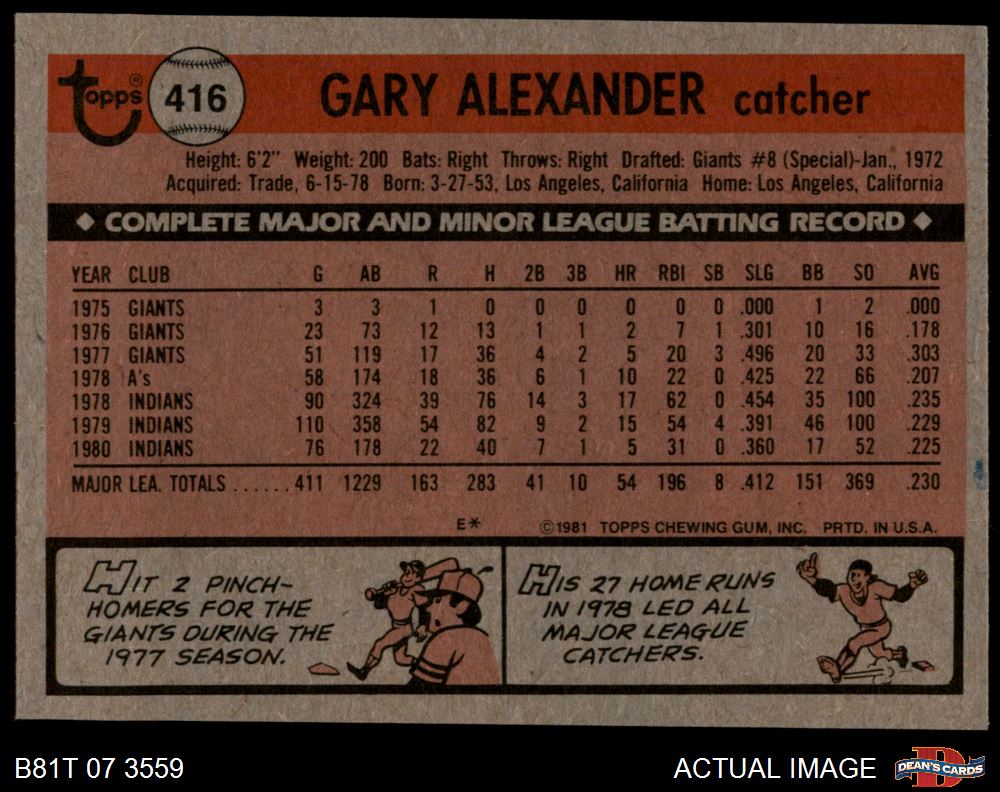 topps®
416
GARY ALEXANDER catcher
Height: 6'2" Weight: 200 Bats: Right Throws: Right Drafted: Giants #8 (Special)-Jan., 1972
Acquired: Trade, 6-15-78 Born: 3-27-53, Los Angeles, California Home: Los Angeles, California
◆ COMPLETE MAJOR AND MINOR LEAGUE BATTING RECORD ◆
YEAR CLUB G AB R H 2B 3B HR RBI SB SLG BB SO AVG
1975 GIANTS 3 3 1 0 0 0 0 0 0 .000 1 2 .000
1976 GIANTS 23 73 12 13 1 1 2 7 1 .301 10 16 .178
1977 GIANTS 51 119 17 36 4 2 5 20 3 .496 20 33 .303
1978 A's 58 174 18 36 6 1 10 22 0 .425 22 66 .207
1978 INDIANS 90 324 39 76 14 3 17 62 0 .454 35 100 .235
1979 INDIANS 110 358 54 82 9 2 15 54 4 .391 46 100 .229
1980 INDIANS 76 178 22 40 7 1 5 31 0 .360 17 52 .225
MAJOR LEA. TOTALS ...... 411 1229 163 283 41 10 54 196 8 .412 151 369 .230
E* ©1981 TOPPS CHEWING GUM, INC. PRTD. IN U.S.A.
HIT 2 PINCH-
HOMERS FOR THE
GIANTS DURING THE
1977 SEASON.
HIS 27 HOME RUNS
IN 1978 LED ALL
MAJOR LEAGUE
CATCHERS.
B81T 07 3559
ACTUAL IMAGE
DEAN'S CARDS